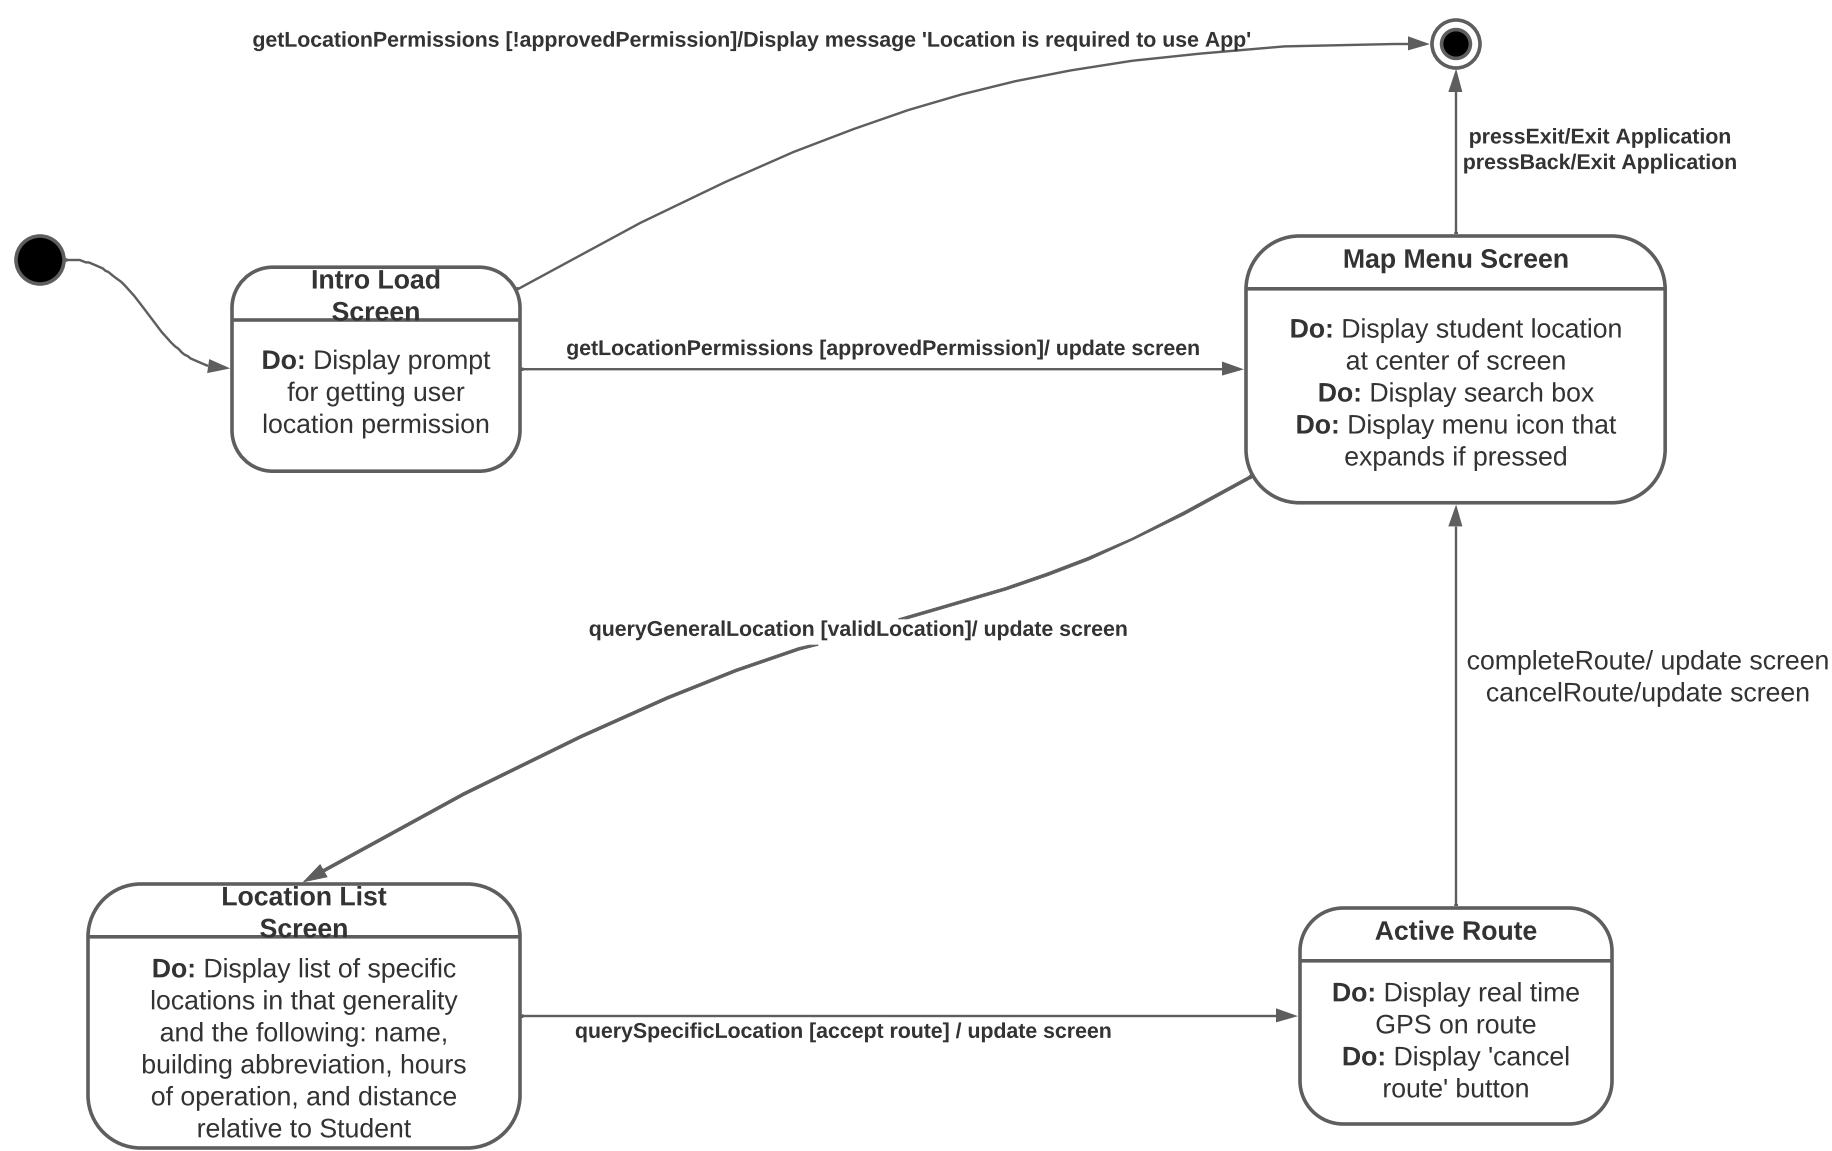 getLocationPermissions [!approvedPermission]/Display message 'Location is required to use App'
pressExit/Exit Application
pressBack/Exit Application
Intro Load
Screen
Do: Display prompt
for getting user
location permission
getLocationPermissions [approvedPermission]/ update screen
Map Menu Screen
Do: Display student location
at center of screen
Do: Display search box
Do: Display menu icon that
expands if pressed
queryGeneralLocation [validLocation]/ update screen
completeRoute/ update screen
cancelRoute/update screen
Location List
Screen
Do: Display list of specific
locations in that generality
and the following: name,
building abbreviation, hours
of operation, and distance
relative to Student
querySpecificLocation [accept route] / update screen
Active Route
Do: Display real time
GPS on route
Do: Display 'cancel
route' button